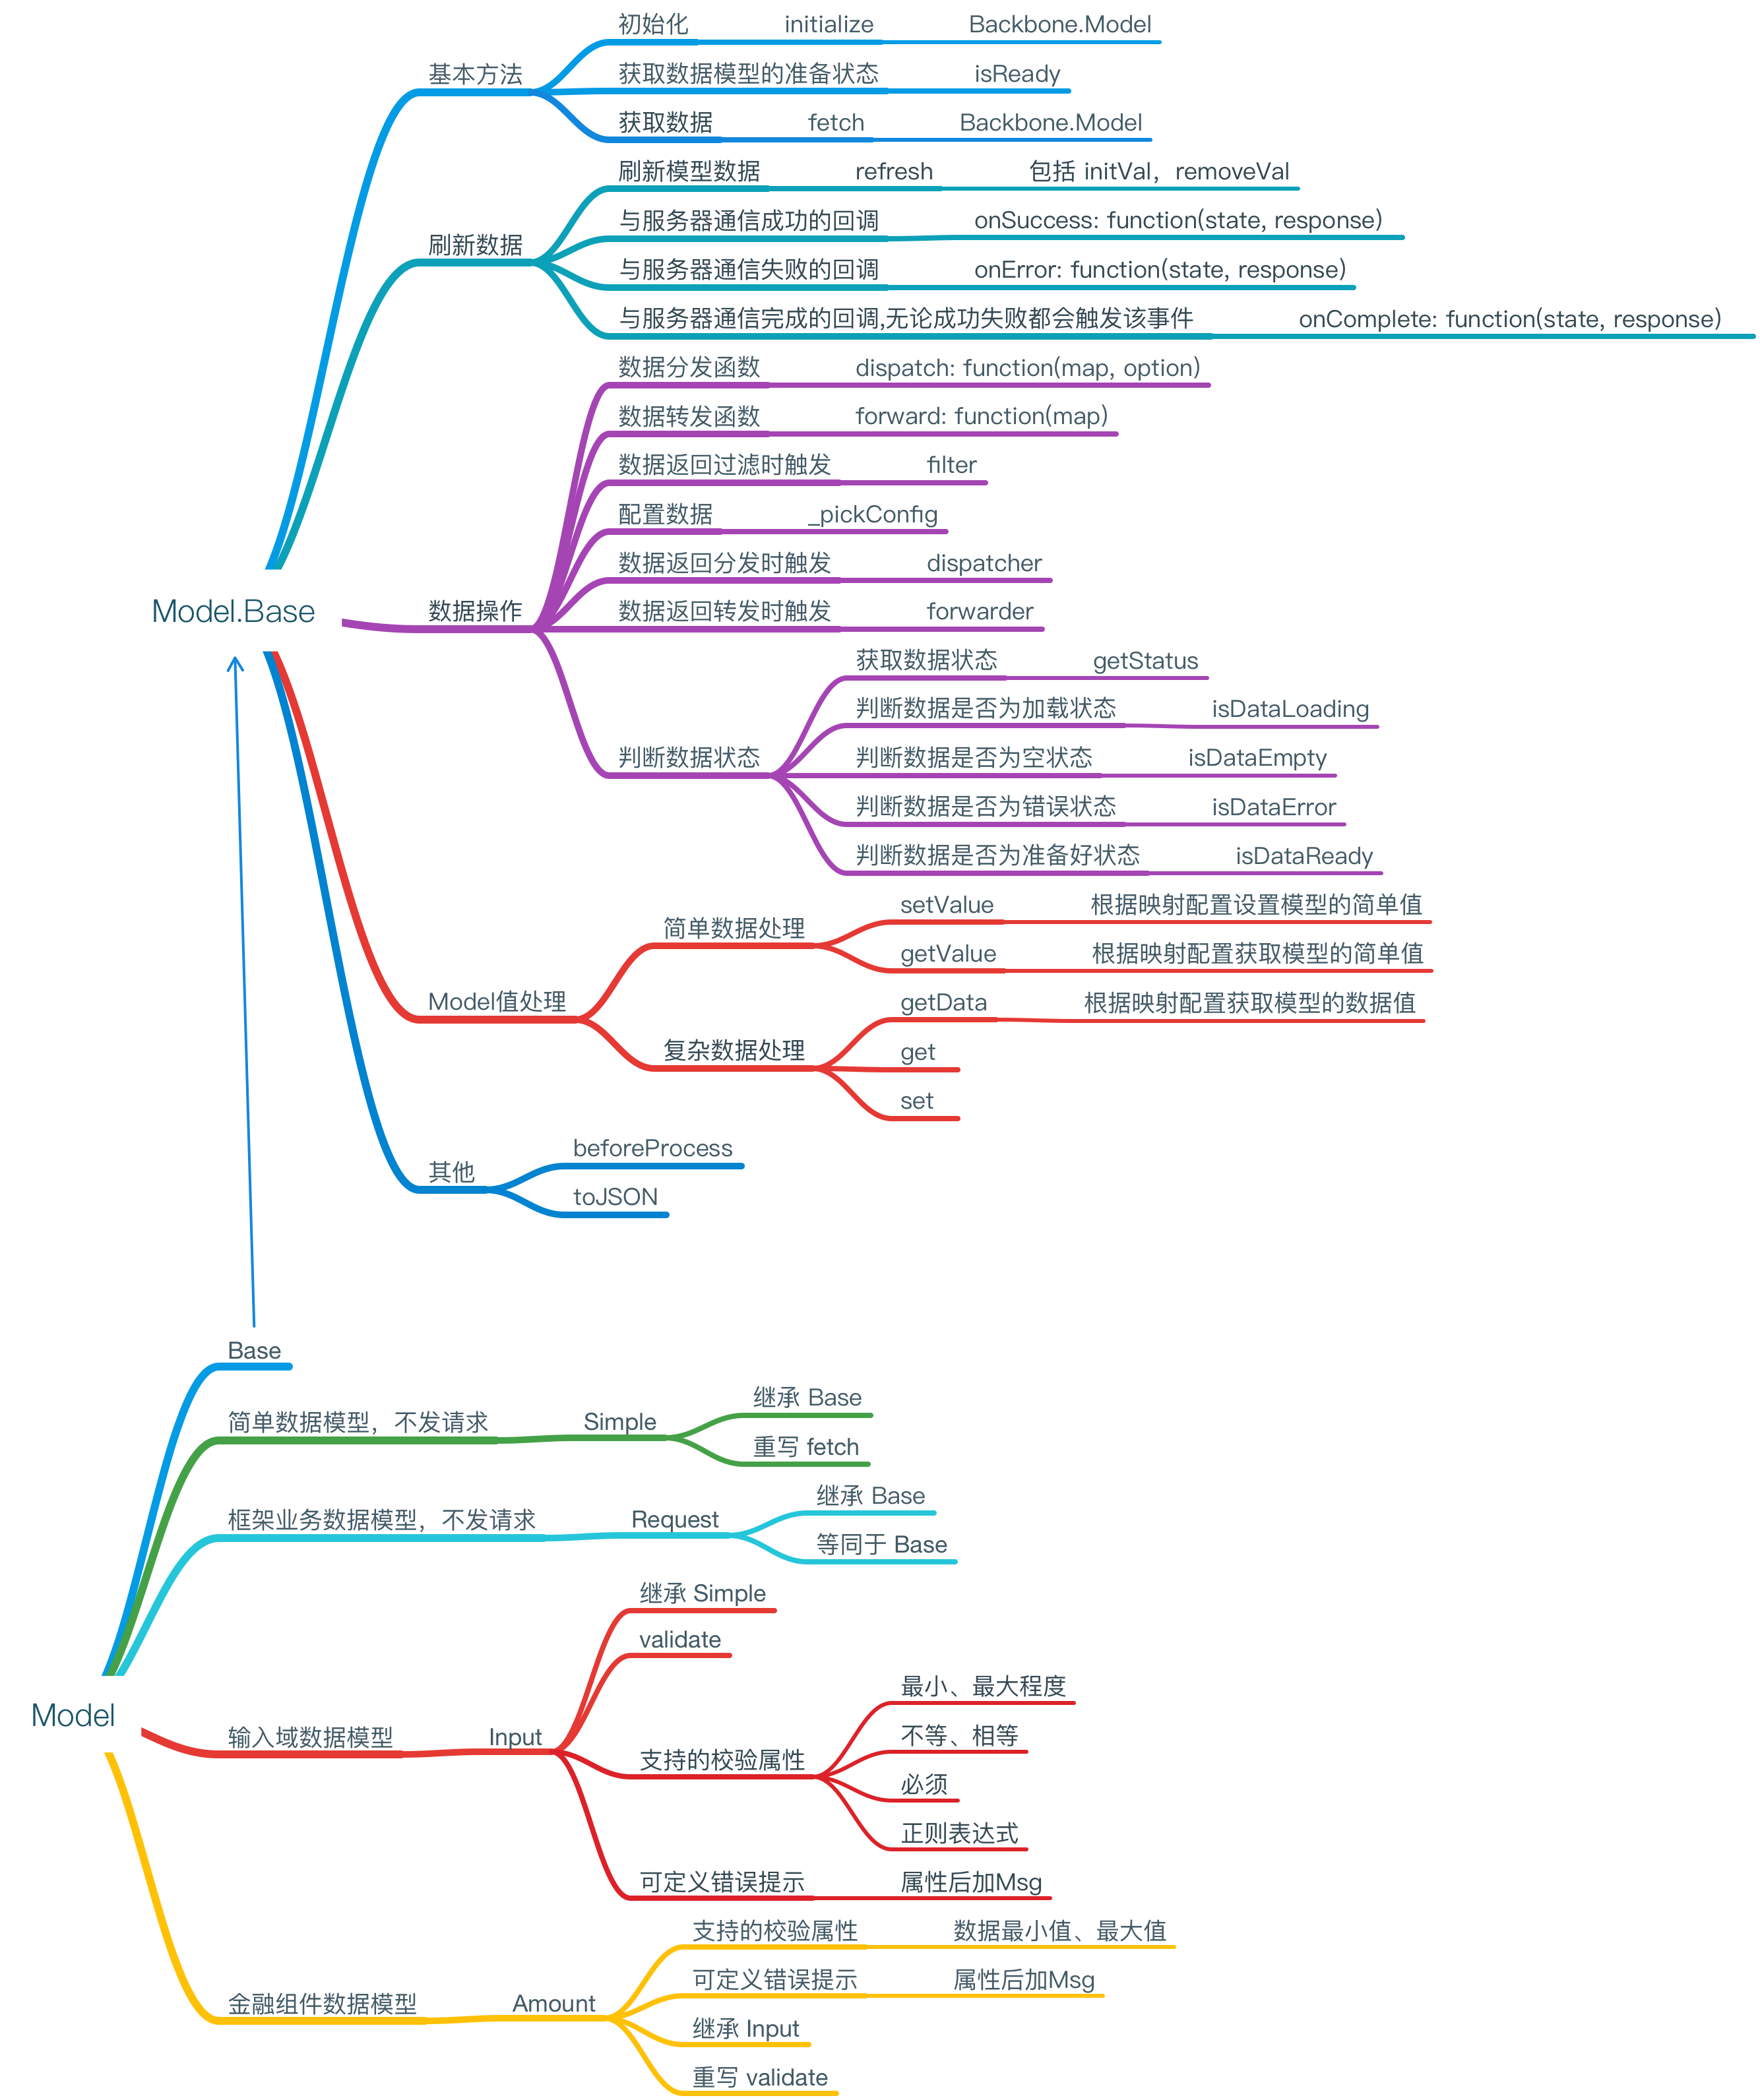 初始化 initialize Backbone.Model
基本方法 获取数据模型的准备状态 isReady
获取数据 fetch Backbone.Model
刷新模型数据 refresh 包括 initVal，removeVal
与服务器通信成功的回调 onSuccess: function(state, response)
刷新数据
与服务器通信失败的回调 onError: function(state, response)
与服务器通信完成的回调,无论成功失败都会触发该事件 onComplete: function(state, response)
数据分发函数 dispatch: function(map, option)
数据转发函数 forward: function(map)
数据返回过滤时触发 filter
配置数据 _pickConfig
数据返回分发时触发 dispatcher
Model.Base 数据操作 数据返回转发时触发 forwarder
获取数据状态 getStatus
判断数据是否为加载状态 isDataLoading
判断数据状态 判断数据是否为空状态 isDataEmpty
判断数据是否为错误状态 isDataError
判断数据是否为准备好状态 isDataReady
setValue 根据映射配置设置模型的简单值
简单数据处理
getValue 根据映射配置获取模型的简单值
Model值处理 getData 根据映射配置获取模型的数据值
复杂数据处理 get
set
beforeProcess
其他
toJSON
Base
继承 Base
简单数据模型，不发请求 Simple
重写 fetch
继承 Base
框架业务数据模型，不发请求 Request
等同于 Base
继承 Simple
validate
最小、最大程度
Model
输入域数据模型 Input 不等、相等
支持的校验属性
必须
正则表达式
可定义错误提示 属性后加Msg
支持的校验属性 数据最小值、最大值
可定义错误提示 属性后加Msg
金融组件数据模型 Amount
继承 Input
重写 validate